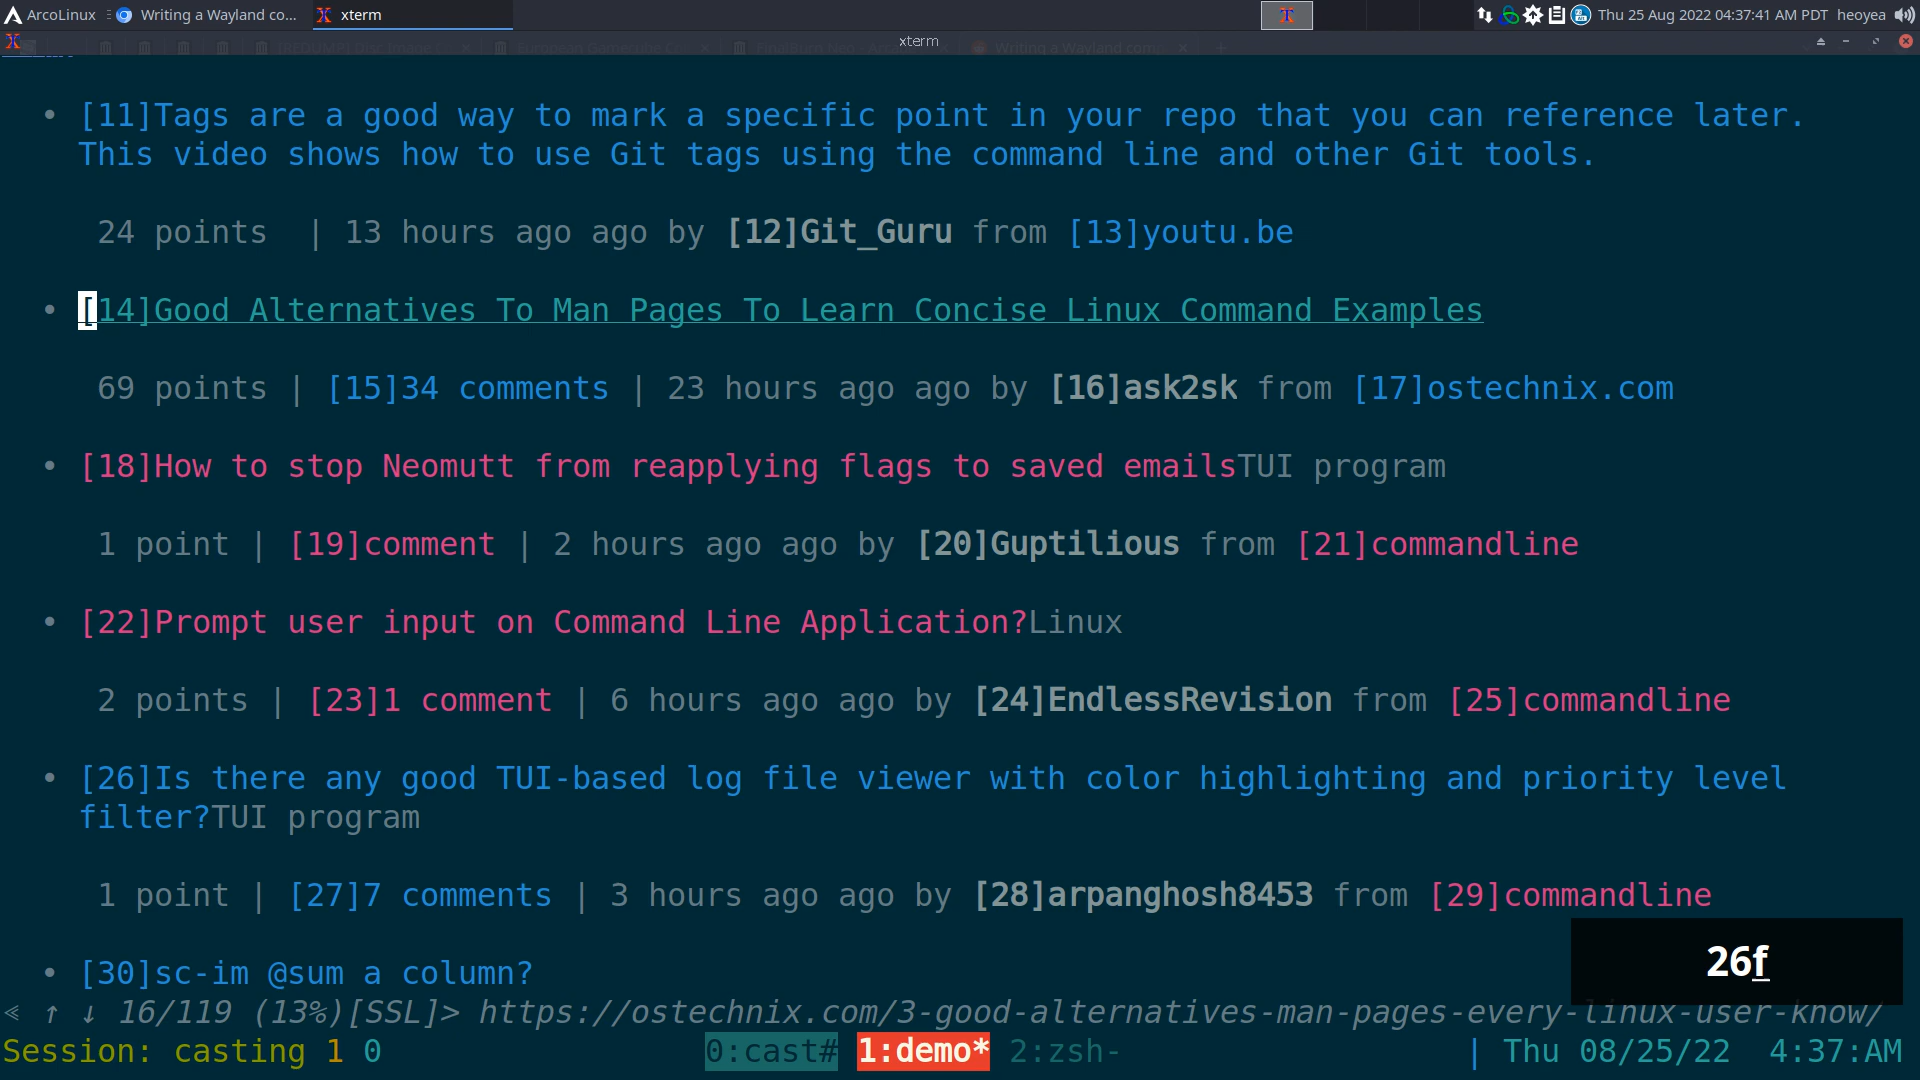 ArcoLinux Writing a Wayland co... xterm Thu 25 Aug 2022 04:37:41 AM PDT heoyea
xterm
• [11]Tags are a good way to mark a specific point in your repo that you can reference later.
This video shows how to use Git tags using the command line and other Git tools.
24 points | 13 hours ago ago by [12]Git_Guru from [13]youtu.be
• [14]Good Alternatives To Man Pages To Learn Concise Linux Command Examples
69 points | [15]34 comments | 23 hours ago ago by [16]ask2sk from [17]ostechnix.com
• [18]How to stop Neomutt from reapplying flags to saved emailsTUI program
1 point | [19]comment | 2 hours ago ago by [20]Guptilious from [21]commandline
• [22]Prompt user input on Command Line Application?Linux
2 points | [23]1 comment | 6 hours ago ago by [24]EndlessRevision from [25]commandline
• [26]Is there any good TUI-based log file viewer with color highlighting and priority level
filter?TUI program
1 point | [27]7 comments | 3 hours ago ago by [28]arpanghosh8453 from [29]commandline
26f
• [30]sc-im @sum a column?
⪡ ↑ ↓ 16/119 (13%)[SSL]> https://ostechnix.com/3-good-alternatives-man-pages-every-linux-user-know/
Session: casting 1 0 0:cast# 1:demo* 2:zsh- | Thu 08/25/22 4:37:AM